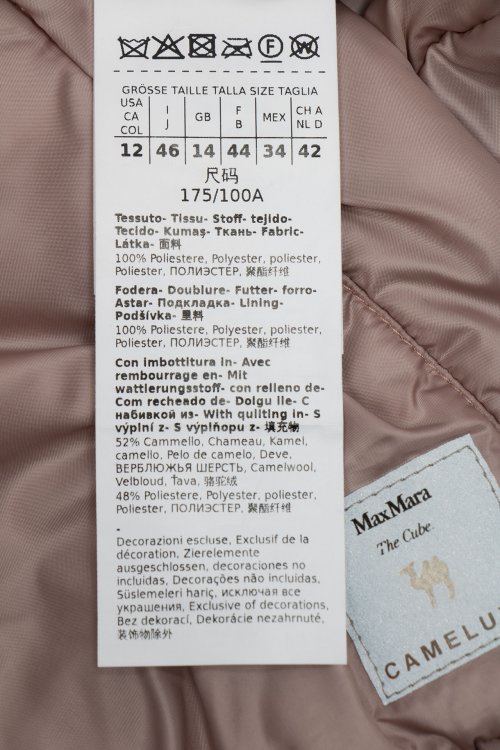 GRÖSSE TAILLE TALLA SIZE TAGLIA
USA CA COL | I J | GB | F B | MEX | CH A NL D
12 | 46 | 14 | 44 | 34 | 42
尺码
175/100A
Tessuto- Tissu- Stoff- tejido-
Tecido- Kumaş- Ткань- Fabric-
Látka- 面料
100% Poliestere, Polyester, poliester,
Poliester, ПОЛИЭСТЕР, 聚酯纤维
Fodera- Doublure- Futter- forro-
Astar- Подкладка- Lining-
Podšívka- 里料
100% Poliestere, Polyester, poliester,
Poliester, ПОЛИЭСТЕР, 聚酯纤维
Con imbottitura in- Avec
rembourrage en- Mit
wattierungsstoff- con relleno de-
Com recheado de- Dolgu ile- С
набивкой из- With quilting in- S
výplní z- S výplňopu z- 填充物
52% Cammello, Chameau, Kamel,
camello, Pelo de camelo, Deve,
ВЕРБЛЮЖЬЯ ШЕРСТЬ, Camelwool,
Velbloud, Ťava, 骆驼绒
48% Poliestere, Polyester, poliester,
Poliester, ПОЛИЭСТЕР, 聚酯纤维
-
Decorazioni escluse, Exclusif de la
décoration, Zierelemente
ausgeschlossen, decoraciones no
incluidas, Decorações não incluidas,
Süslemeleri hariç, исключая все
украшения, Exclusive of decorations,
Bez dekorací, Dekorácie nezahrnuté,
装饰物除外
MaxMara
The Cube
CAMELU